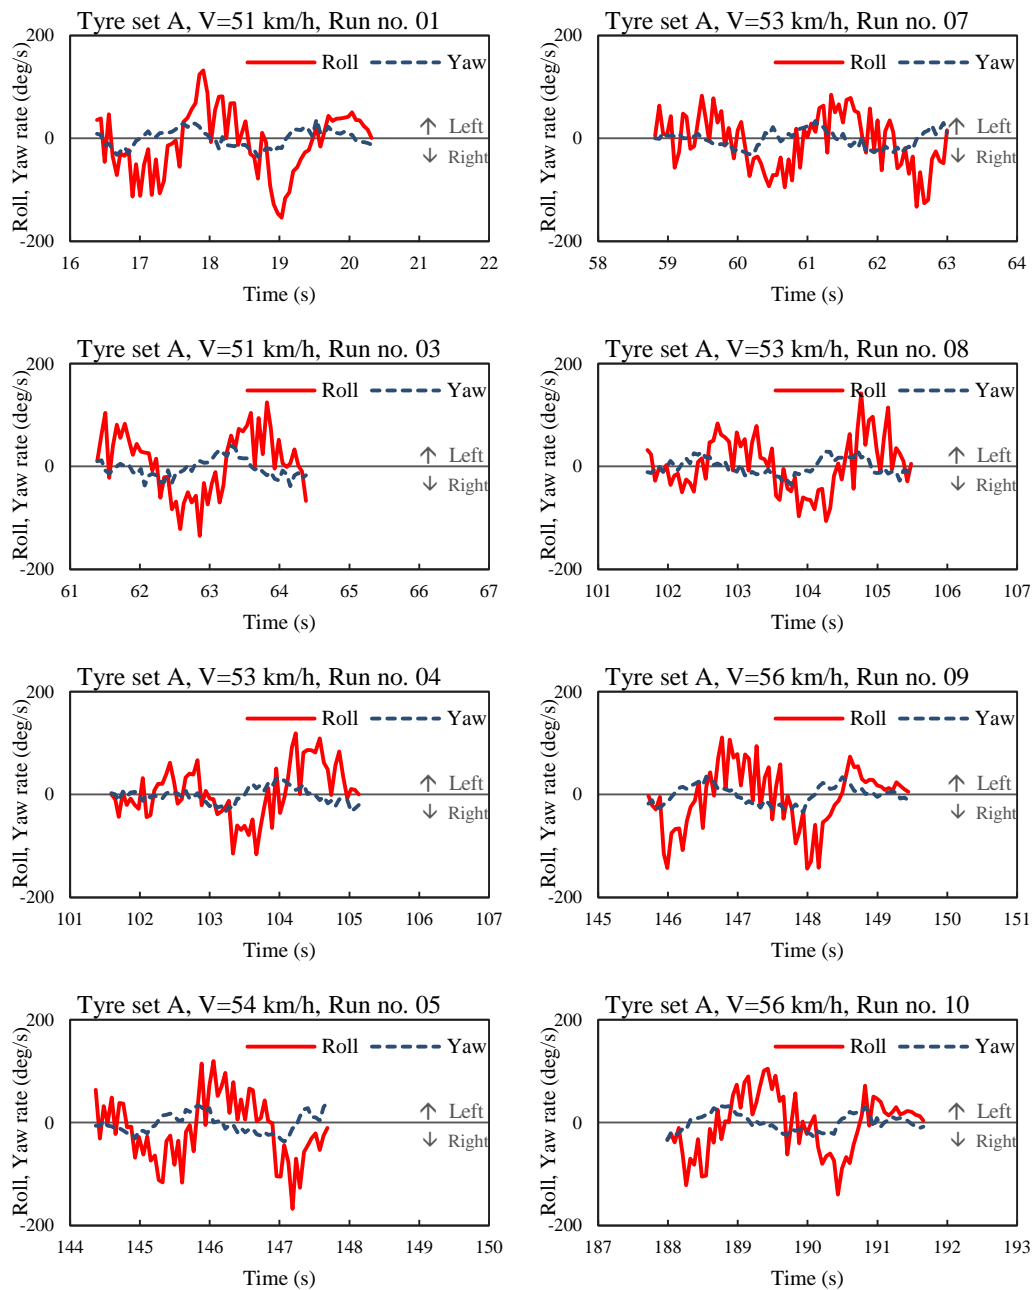 Tyre set A, V=51 km/h, Run no. 01
Roll, Yaw rate (deg/s)
200
0
-200
Roll Yaw
↑ Left
↓ Right
16 17 18 19 20 21 22
Time (s)
Tyre set A, V=53 km/h, Run no. 07
Roll, Yaw rate (deg/s)
200
0
-200
Roll Yaw
↑ Left
↓ Right
58 59 60 61 62 63 64
Time (s)
Tyre set A, V=51 km/h, Run no. 03
Roll, Yaw rate (deg/s)
200
0
-200
Roll Yaw
↑ Left
↓ Right
61 62 63 64 65 66 67
Time (s)
Tyre set A, V=53 km/h, Run no. 08
Roll, Yaw rate (deg/s)
200
0
-200
Roll Yaw
↑ Left
↓ Right
101 102 103 104 105 106 107
Time (s)
Tyre set A, V=53 km/h, Run no. 04
Roll, Yaw rate (deg/s)
200
0
-200
Roll Yaw
↑ Left
↓ Right
101 102 103 104 105 106 107
Time (s)
Tyre set A, V=56 km/h, Run no. 09
Roll, Yaw rate (deg/s)
200
0
-200
Roll Yaw
↑ Left
↓ Right
145 146 147 148 149 150 151
Time (s)
Tyre set A, V=54 km/h, Run no. 05
Roll, Yaw rate (deg/s)
200
0
-200
Roll Yaw
↑ Left
↓ Right
144 145 146 147 148 149 150
Time (s)
Tyre set A, V=56 km/h, Run no. 10
Roll, Yaw rate (deg/s)
200
0
-200
Roll Yaw
↑ Left
↓ Right
187 188 189 190 191 192 193
Time (s)